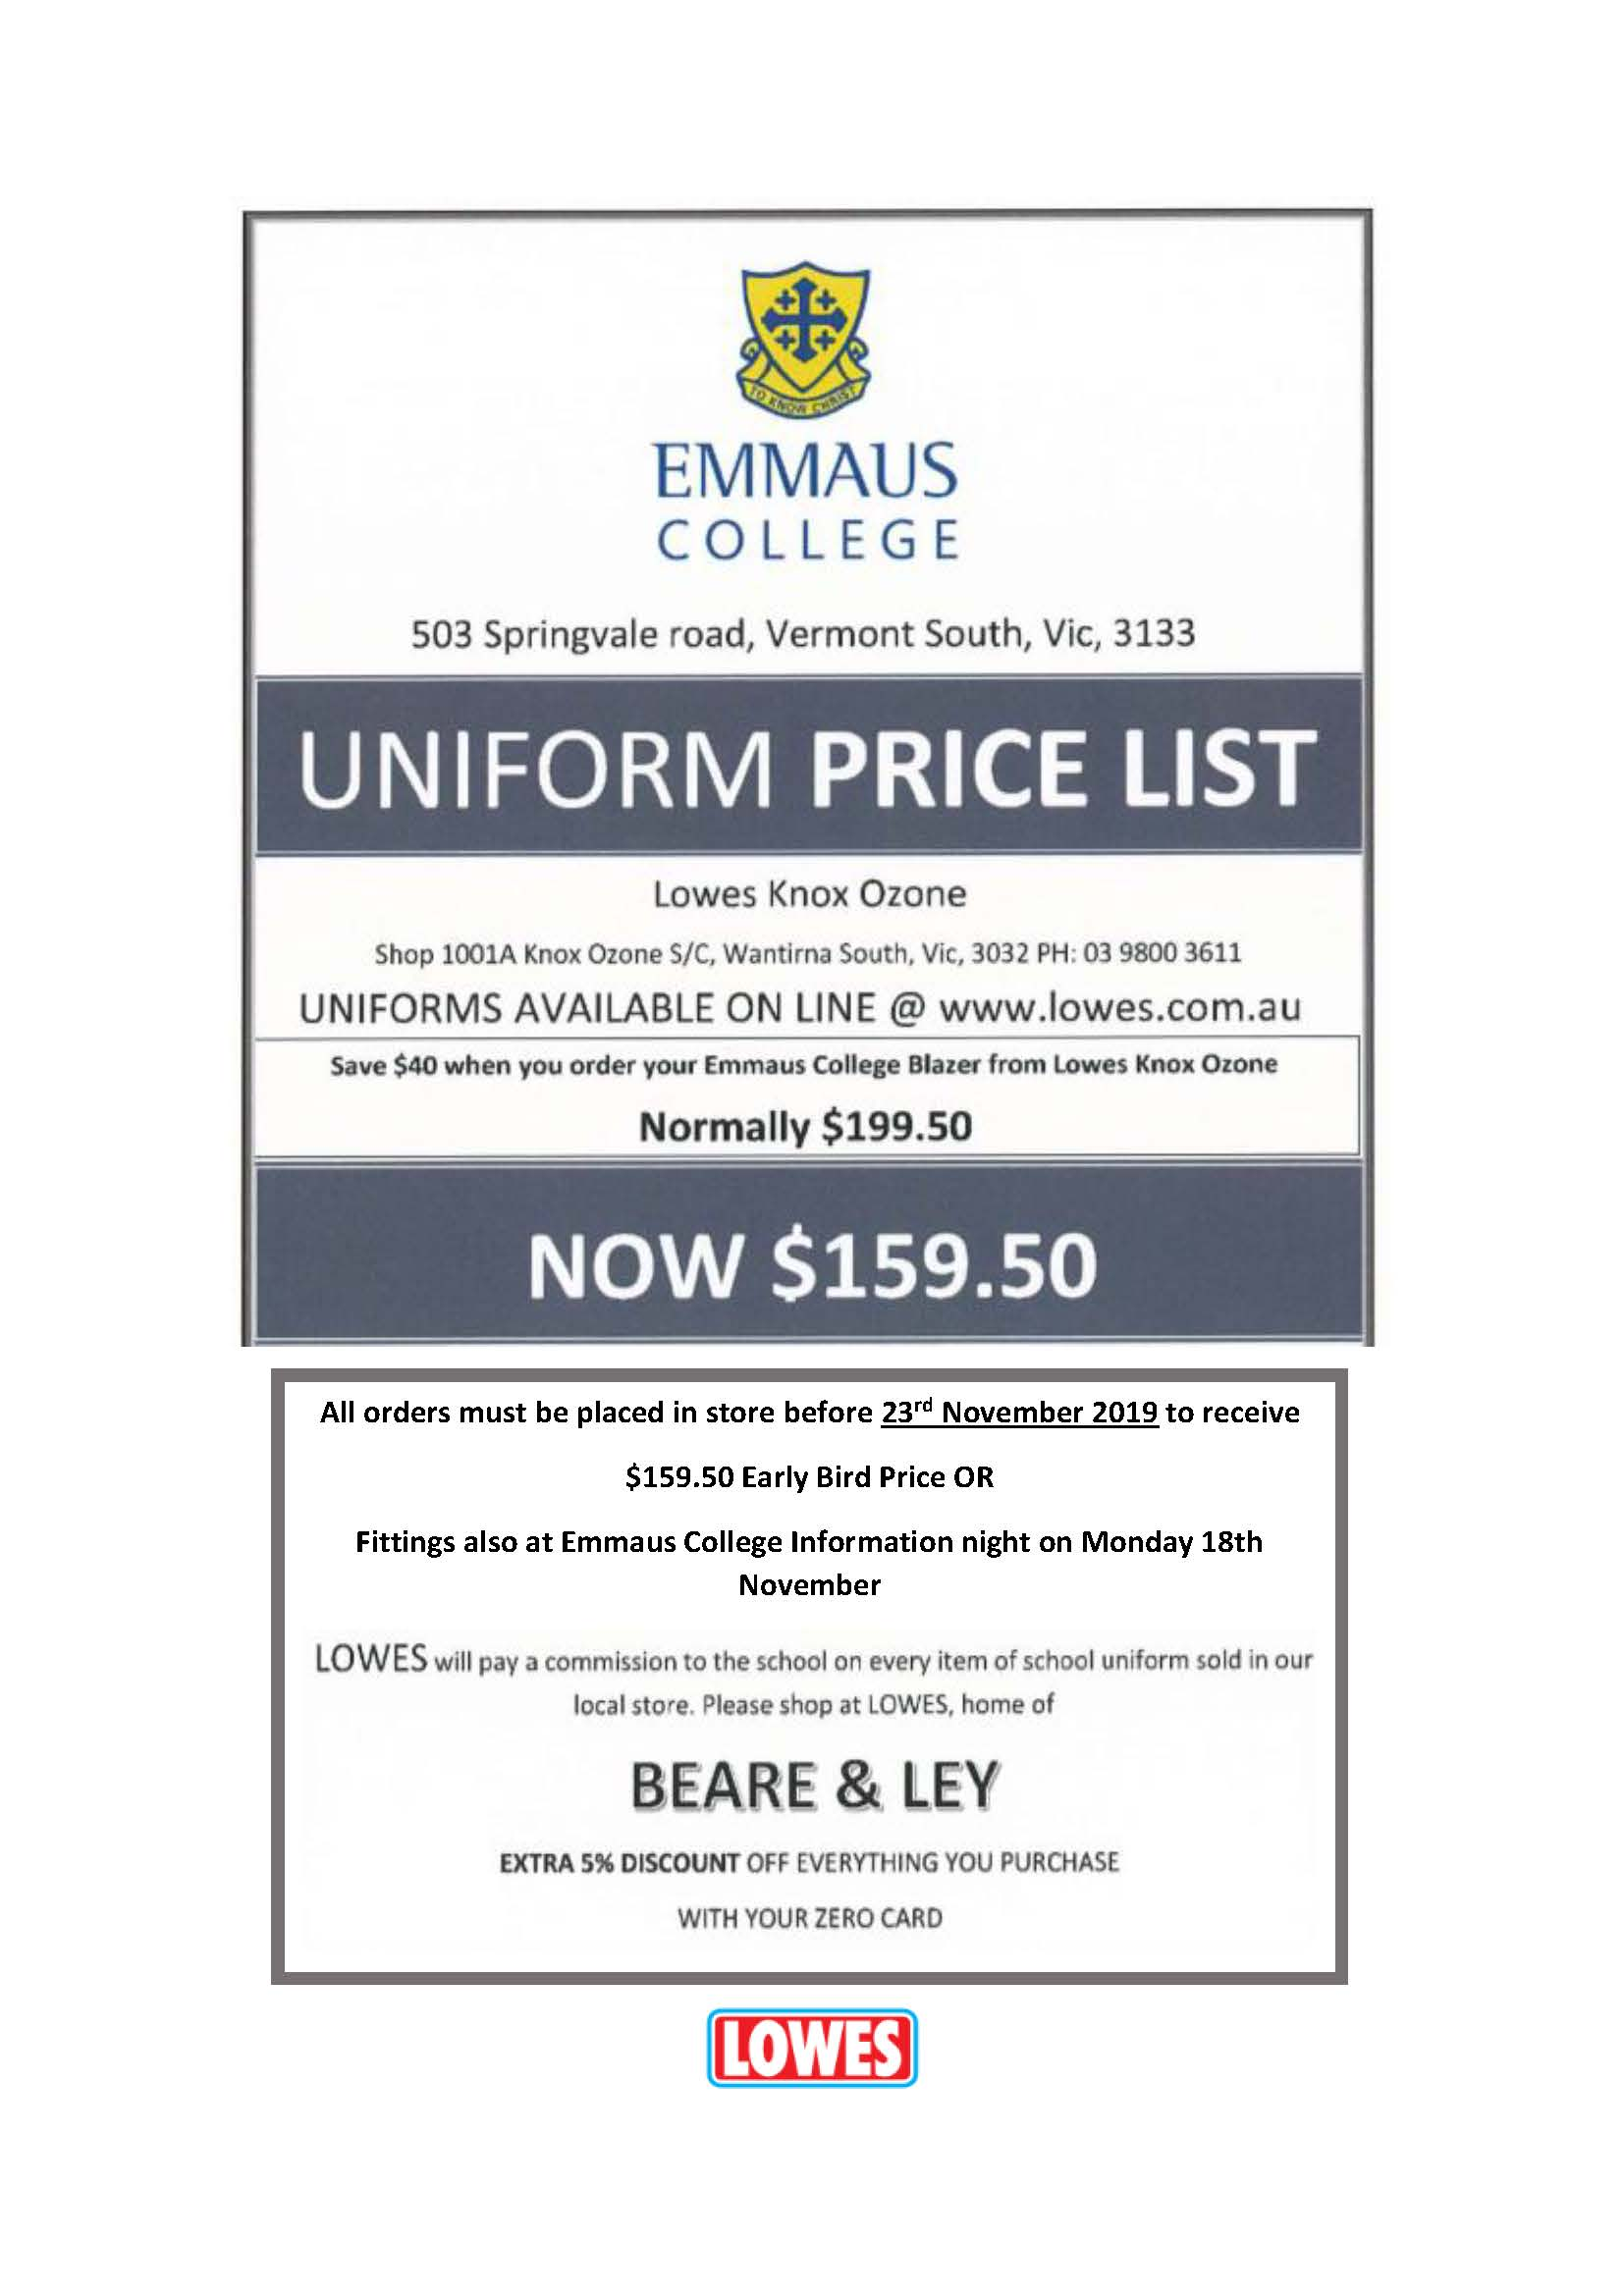 TO KNOW CHRIST
EMMAUS
COLLEGE
503 Springvale road, Vermont South, Vic, 3133
UNIFORM PRICE LIST
Lowes Knox Ozone
Shop 1001A Knox Ozone S/C, Wantirna South, Vic, 3032 PH: 03 9800 3611
UNIFORMS AVAILABLE ON LINE @ www.lowes.com.au
Save $40 when you order your Emmaus College Blazer from Lowes Knox Ozone
Normally $199.50
NOW $159.50
All orders must be placed in store before 23rd November 2019 to receive
$159.50 Early Bird Price OR
Fittings also at Emmaus College Information night on Monday 18th
November
LOWES will pay a commission to the school on every item of school uniform sold in our
local store. Please shop at LOWES, home of
BEARE & LEY
EXTRA 5% DISCOUNT OFF EVERYTHING YOU PURCHASE
WITH YOUR ZERO CARD
LOWES